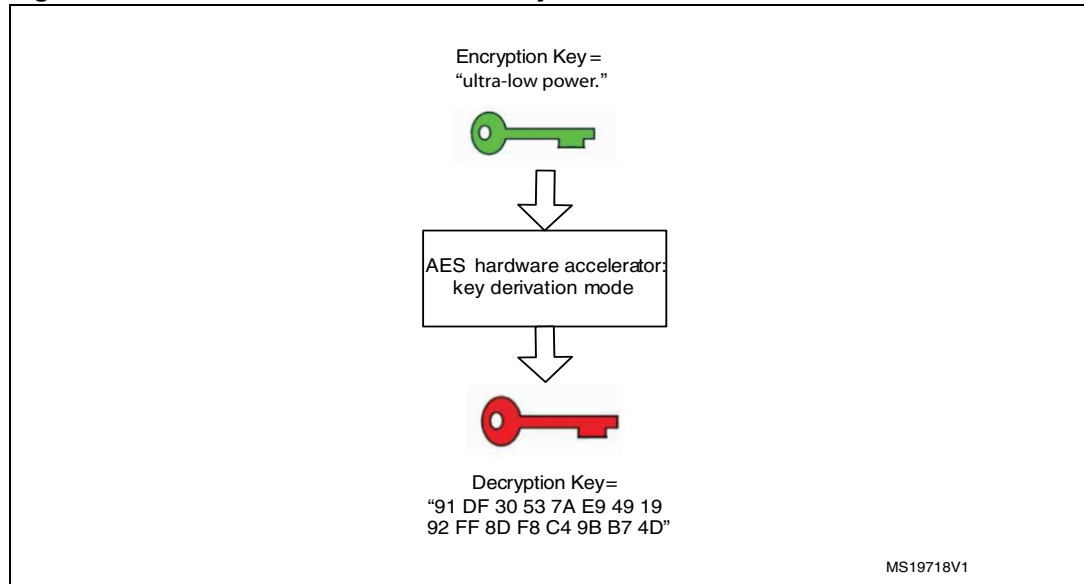 Encryption Key=
“ultra-low power.”
AES hardware accelerator:
key derivation mode
Decryption Key=
“91 DF 30 53 7A E9 49 19
92 FF 8D F8 C4 9B B7 4D”
MS19718V1